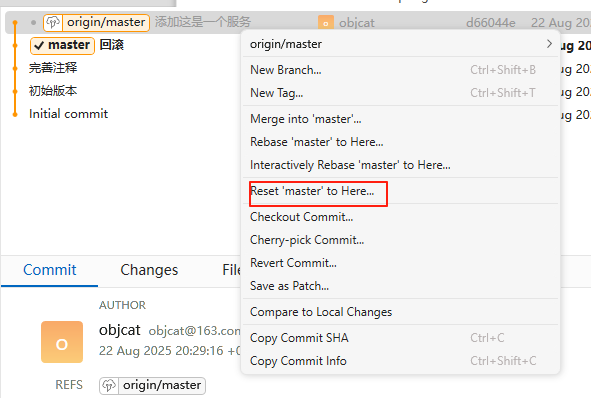 origin/master 添加这是一个服务 objcat d66044e 22 Aug 20
master 回滚 ug 20
完善注释 ug 20
初始版本 ug 20
Initial commit ug 20
origin/master
New Branch... Ctrl+Shift+B
New Tag... Ctrl+Shift+T
Merge into 'master'...
Rebase 'master' to Here...
Interactively Rebase 'master' to Here...
Reset 'master' to Here...
Checkout Commit...
Cherry-pick Commit...
Revert Commit...
Save as Patch...
Compare to Local Changes
Copy Commit SHA Ctrl+C
Copy Commit Info Ctrl+Shift+C
Commit Changes File
AUTHOR
O
objcat objcat@163.com
22 Aug 2025 20:29:16 +0
REFS origin/master